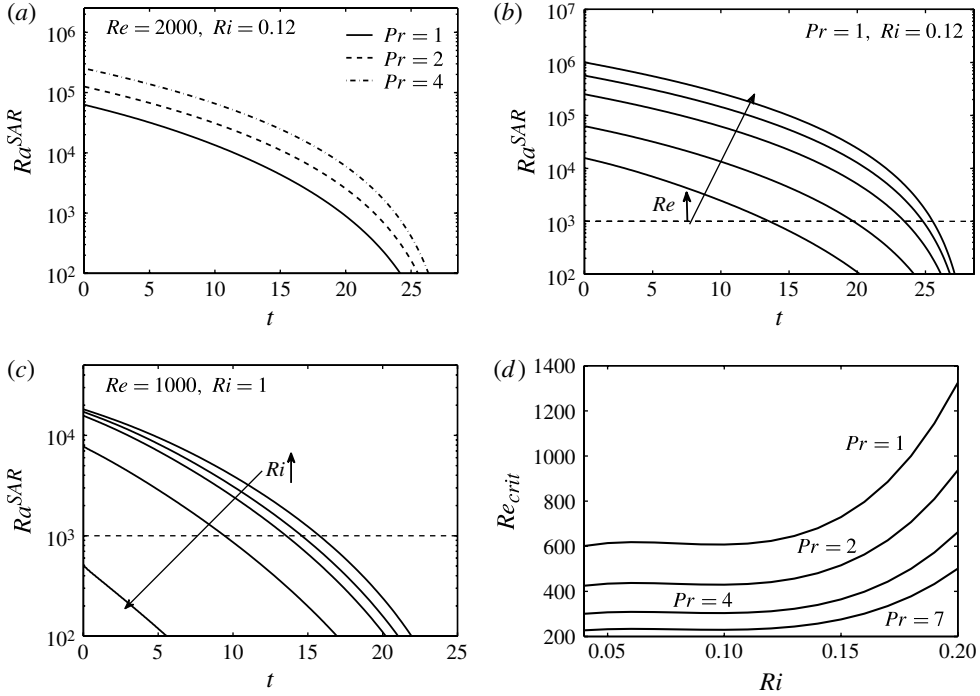 (a)
Re = 2000, Ri = 0.12
Pr = 1
Pr = 2
Pr = 4
10^6
10^5
10^4
10^3
10^2
Ra^SAR
0 5 10 15 20 25
t
(b)
Pr = 1, Ri = 0.12
10^7
10^6
10^5
10^4
10^3
10^2
Ra^SAR
Re
0 5 10 15 20 25
t
(c)
Re = 1000, Ri = 1
10^4
10^3
10^2
Ra^SAR
Ri
0 5 10 15 20 25
t
(d)
1400
1200
1000
800
600
400
200
Re_crit
Pr = 1
Pr = 2
Pr = 4
Pr = 7
0.05 0.10 0.15 0.20
Ri